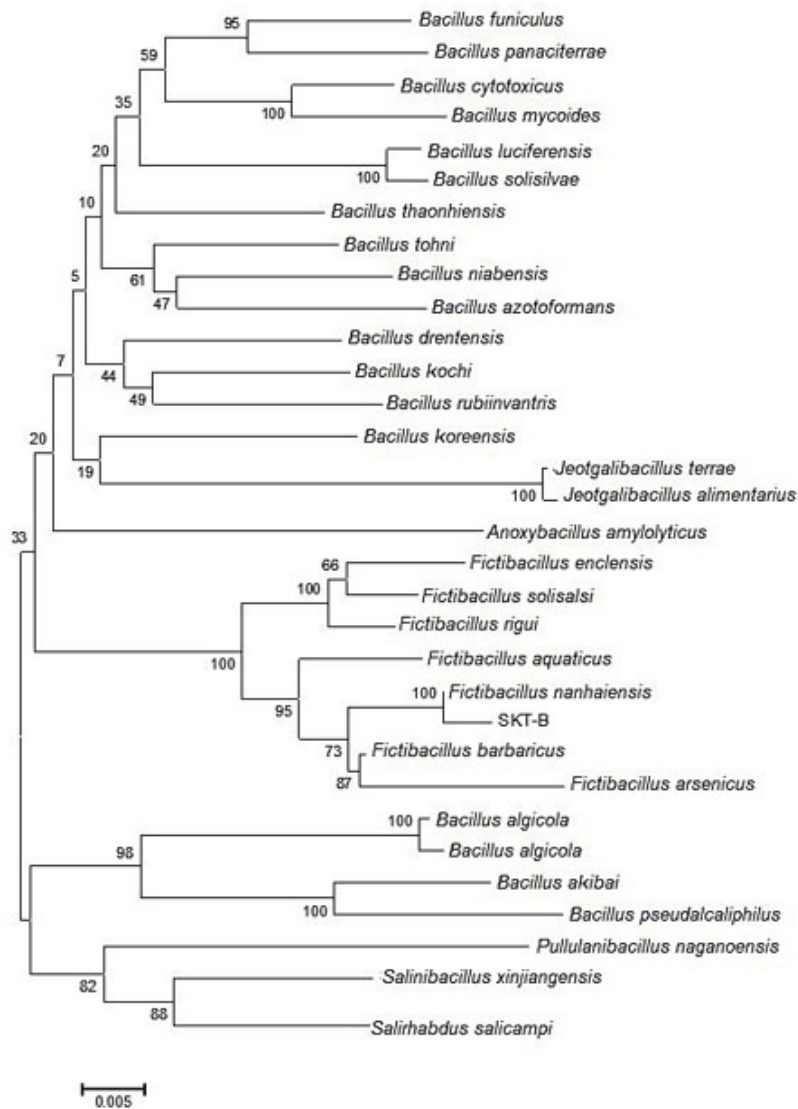 95
Bacillus funiculus
Bacillus panaciterrae
59
Bacillus cytotoxicus
100
Bacillus mycoides
35
Bacillus luciferensis
100
Bacillus solisilvae
20
Bacillus thaonhiensis
10
Bacillus tohni
61
Bacillus niabensis
47
Bacillus azotoformans
5
Bacillus drentensis
44
Bacillus kochi
49
Bacillus rubiinvantris
7
Bacillus koreensis
19
Jeotgalibacillus terrae
100
Jeotgalibacillus alimentarius
20
Anoxybacillus amylolyticus
33
Fictibacillus enclensis
66
Fictibacillus solisalsi
100
Fictibacillus rigui
100
Fictibacillus aquaticus
95
100
Fictibacillus nanhaiensis
SKT-B
73
Fictibacillus barbaricus
87
Fictibacillus arsenicus
100
Bacillus algicola
98
Bacillus algicola
Bacillus akibai
100
Bacillus pseudalcaliphilus
Pullulanibacillus naganoensis
82
Salinibacillus xinjiangensis
88
Salirhabdus salicampi
0.005